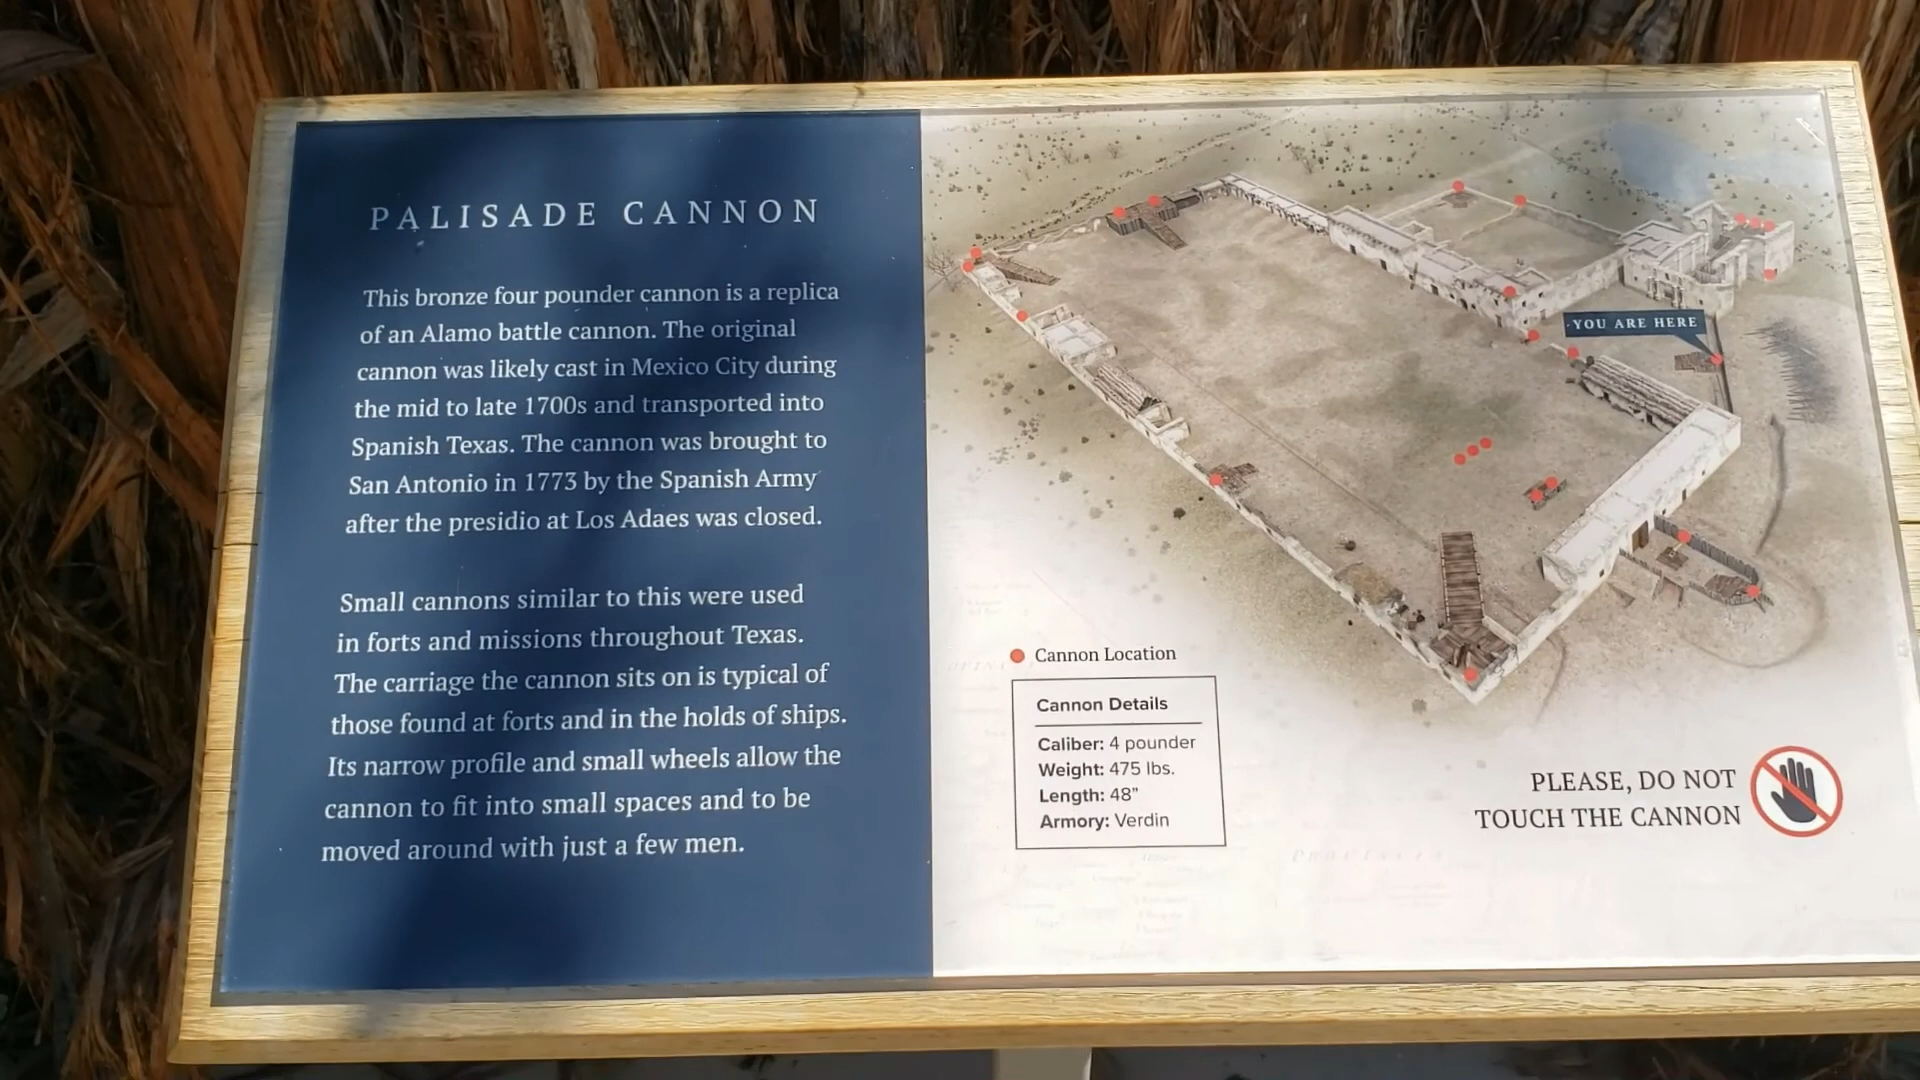 PALISADE CANNON
This bronze four pounder cannon is a replica
of an Alamo battle cannon. The original
cannon was likely cast in Mexico City during
the mid to late 1700s and transported into
Spanish Texas. The cannon was brought to
San Antonio in 1773 by the Spanish Army
after the presidio at Los Adaes was closed.
Small cannons similar to this were used
in forts and missions throughout Texas.
The carriage the cannon sits on is typical of
those found at forts and in the holds of ships.
Its narrow profile and small wheels allow the
cannon to fit into small spaces and to be
moved around with just a few men.
YOU ARE HERE
Cannon Location
Cannon Details
Caliber: 4 pounder
Weight: 475 lbs.
Length: 48”
Armory: Verdin
PLEASE, DO NOT
TOUCH THE CANNON